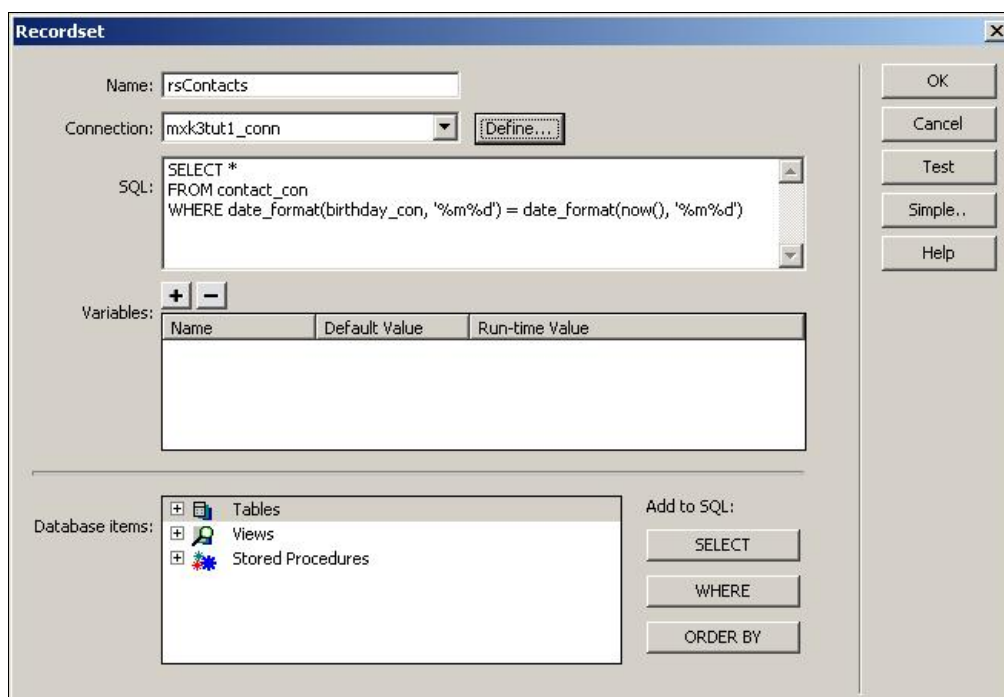 Recordset
Name: rsContacts
OK
Connection: mxk3tut1_conn Define...
Cancel
SQL: SELECT *
FROM contact_con
WHERE date_format(birthday_con, '%m%d') = date_format(now(), '%m%d')
Test
Simple..
Help
Variables: + −
Name Default Value Run-time Value
Database items: Tables
Views
Stored Procedures
Add to SQL:
SELECT
WHERE
ORDER BY